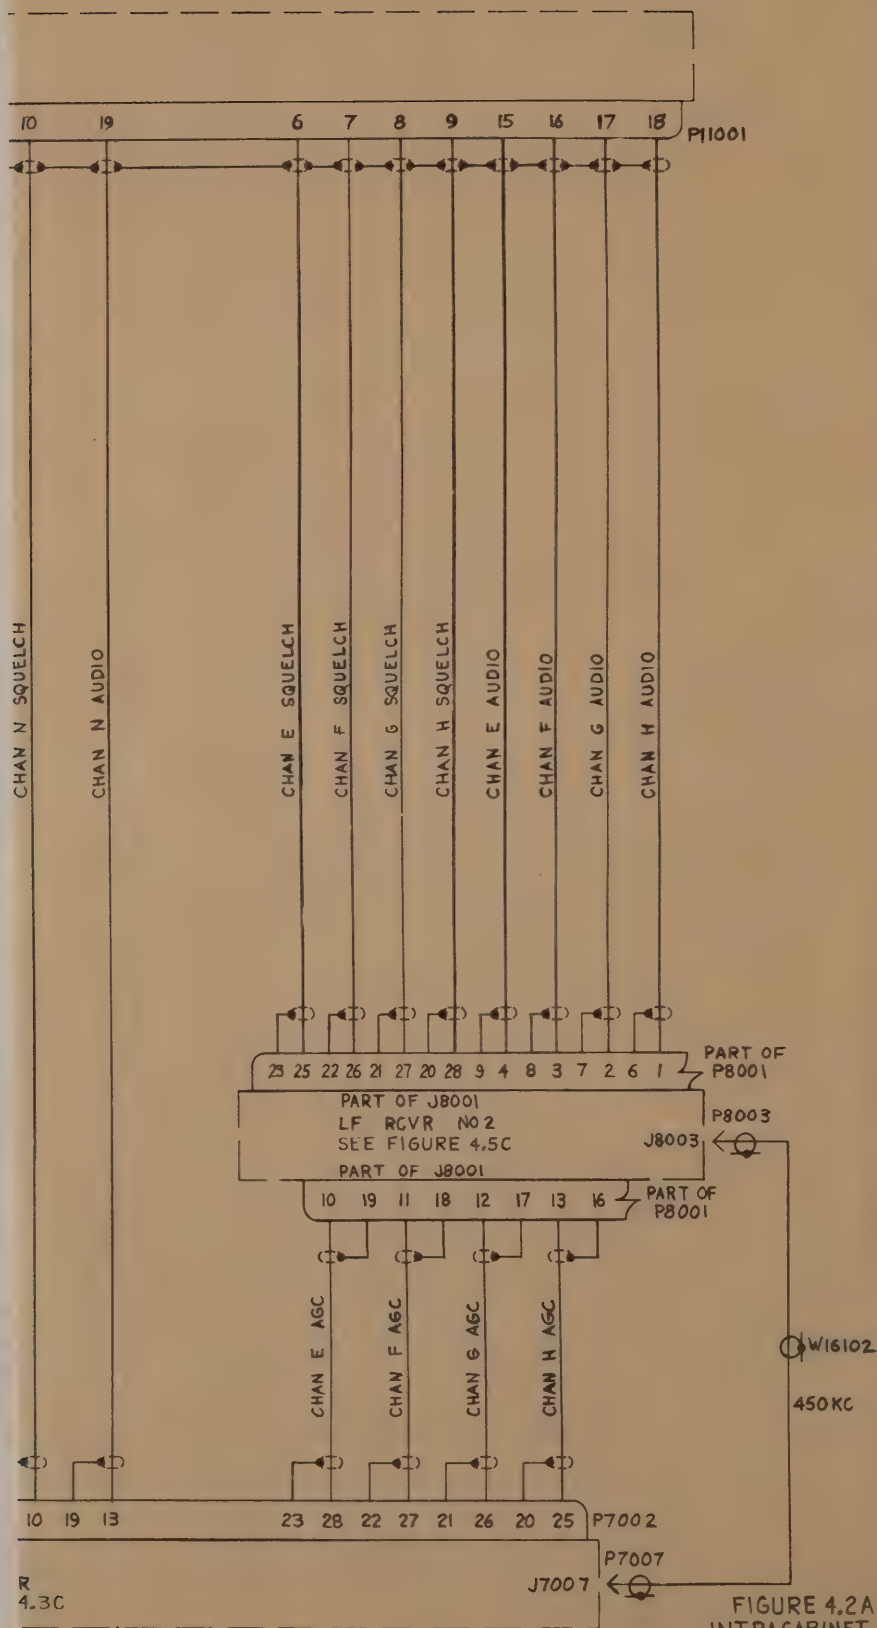 10 19 6 7 8 9 15 16 17 18
P11001
CHAN N SQUELCH
CHAN N AUDIO
CHAN E SQUELCH
CHAN F SQUELCH
CHAN G SQUELCH
CHAN H SQUELCH
CHAN E AUDIO
CHAN F AUDIO
CHAN G AUDIO
CHAN H AUDIO
23 25 22 26 21 27 20 28 9 4 8 3 7 2 6 1
PART OF
P8001
PART OF J8001
LF RCVR NO 2
SEE FIGURE 4.5C
PART OF J8001
J8003
P8003
10 19 11 18 12 17 13 16
PART OF
P8001
CHAN E AGC
CHAN F AGC
CHAN G AGC
CHAN H AGC
W16102
450 KC
10 19 13 23 28 22 27 21 26 20 25
P7002
P7007
J7007
R
4.3C
FIGURE 4.2A
INTRACABINET